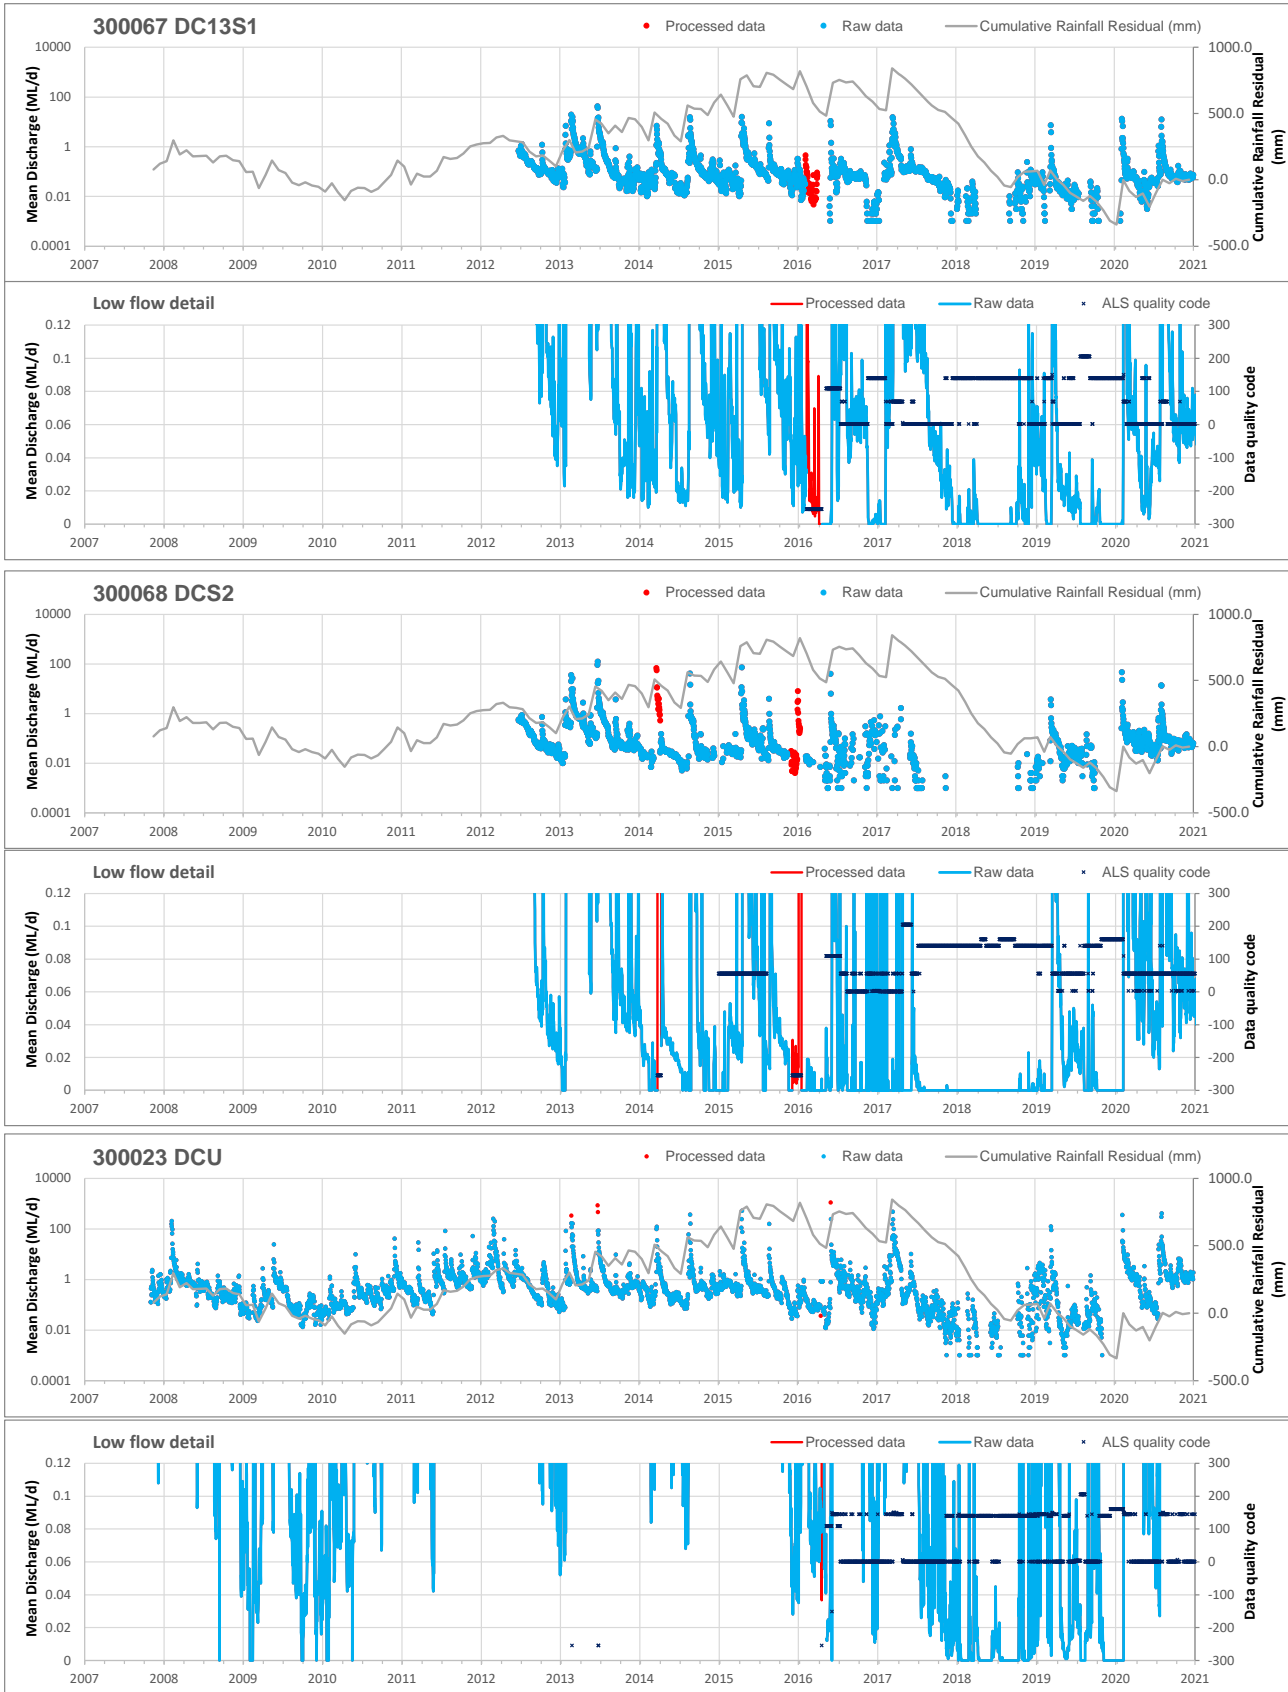 300067 DC13S1
Processed data
Raw data
Cumulative Rainfall Residual (mm)
Mean Discharge (ML/d)
10000
100
1
0.01
0.0001
1000.0
500.0
0.0
-500.0
Cumulative Rainfall Residual (mm)
2007 2008 2009 2010 2011 2012 2013 2014 2015 2016 2017 2018 2019 2020 2021
Low flow detail
Processed data
Raw data
ALS quality code
Mean Discharge (ML/d)
0.12
0.1
0.08
0.06
0.04
0.02
0
300
200
100
0
-100
-200
-300
Data quality code
2007 2008 2009 2010 2011 2012 2013 2014 2015 2016 2017 2018 2019 2020 2021
300068 DCS2
Processed data
Raw data
Cumulative Rainfall Residual (mm)
Mean Discharge (ML/d)
10000
100
1
0.01
0.0001
1000.0
500.0
0.0
-500.0
Cumulative Rainfall Residual (mm)
2007 2008 2009 2010 2011 2012 2013 2014 2015 2016 2017 2018 2019 2020 2021
Low flow detail
Processed data
Raw data
ALS quality code
Mean Discharge (ML/d)
0.12
0.1
0.08
0.06
0.04
0.02
0
300
200
100
0
-100
-200
-300
Data quality code
2007 2008 2009 2010 2011 2012 2013 2014 2015 2016 2017 2018 2019 2020 2021
300023 DCU
Processed data
Raw data
Cumulative Rainfall Residual (mm)
Mean Discharge (ML/d)
10000
100
1
0.01
0.0001
1000.0
500.0
0.0
-500.0
Cumulative Rainfall Residual (mm)
2007 2008 2009 2010 2011 2012 2013 2014 2015 2016 2017 2018 2019 2020 2021
Low flow detail
Processed data
Raw data
ALS quality code
Mean Discharge (ML/d)
0.12
0.1
0.08
0.06
0.04
0.02
0
300
200
100
0
-100
-200
-300
Data quality code
2007 2008 2009 2010 2011 2012 2013 2014 2015 2016 2017 2018 2019 2020 2021